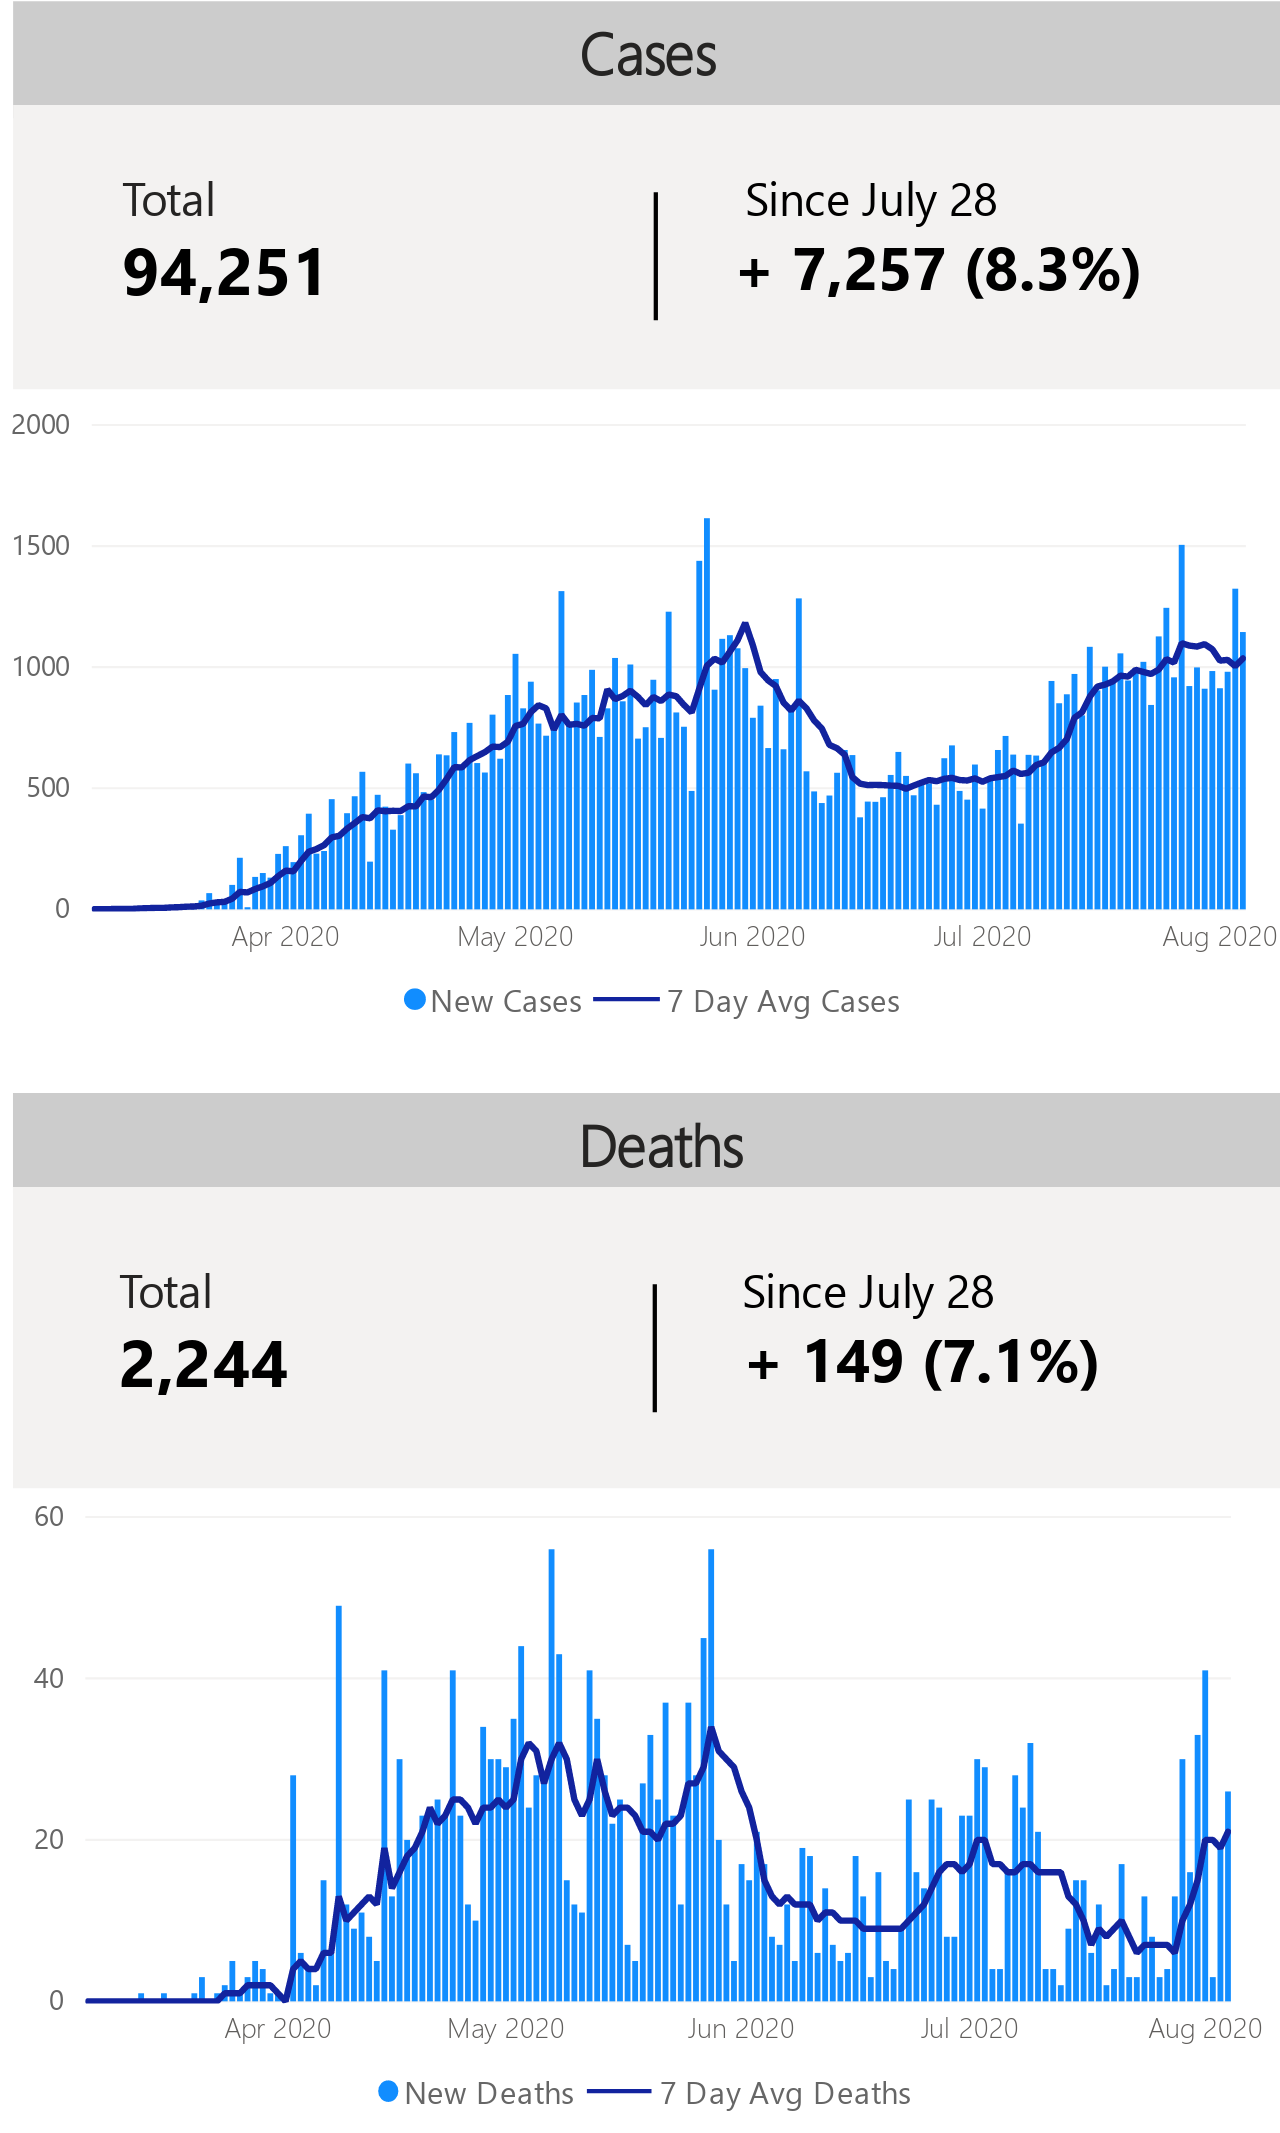 Cases
Total
Since July 28
94,251
+ 7,257 (8.3%)
2000
1500
1000
500
0
Apr 2020
May 2020
Jun 2020
Jul 2020
Aug 2020
New Cases
7 Day Avg Cases
Deaths
Total
Since July 28
2,244
+ 149 (7.1%)
60
40
20
0
Apr 2020
May 2020
Jun 2020
Jul 2020
Aug 2020
New Deaths
7 Day Avg Deaths